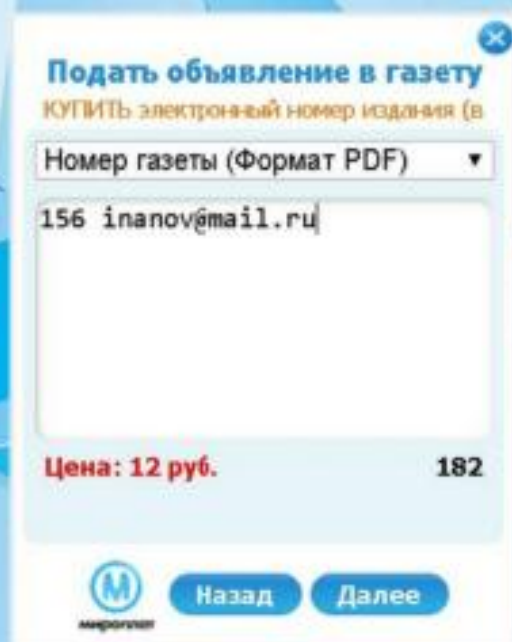 Подать объявление в газету
КУПИТЬ электронный номер издания (в
Номер газеты (Формат PDF)
156 inanov@mail.ru
Цена: 12 руб. 182
Назад Далее
мироплат